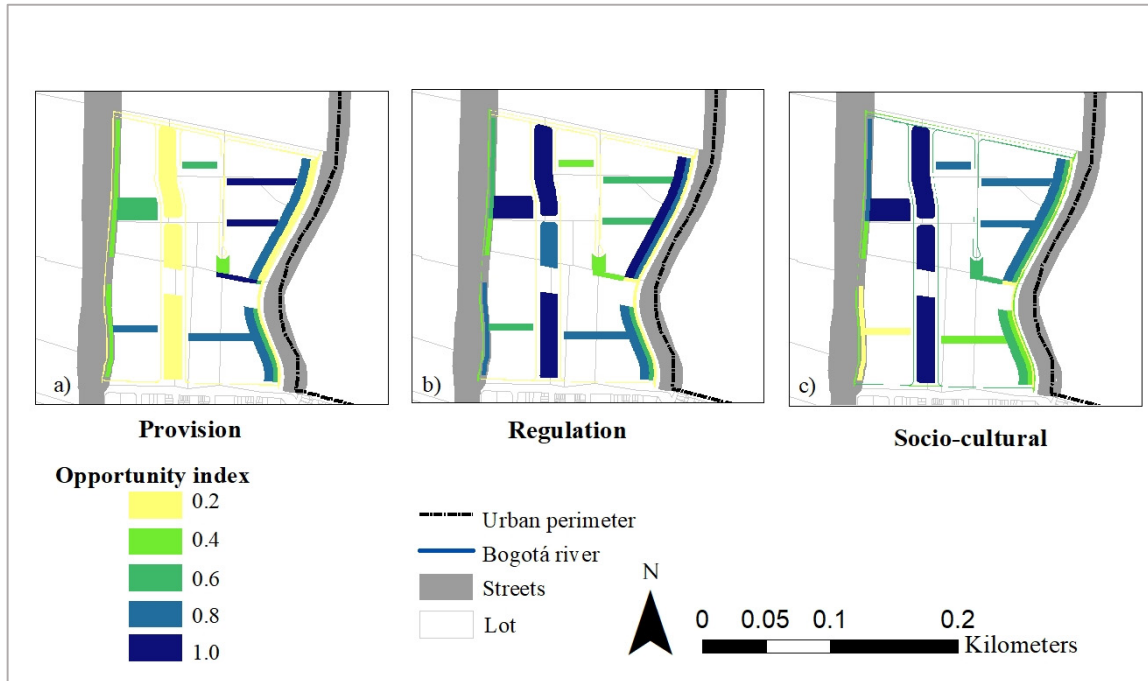 a)
b)
c)
Provision
Regulation
Socio-cultural
Opportunity index
0.2
0.4
0.6
0.8
1.0
Urban perimeter
Bogotá river
Streets
Lot
N
0 0.05 0.1 0.2
Kilometers